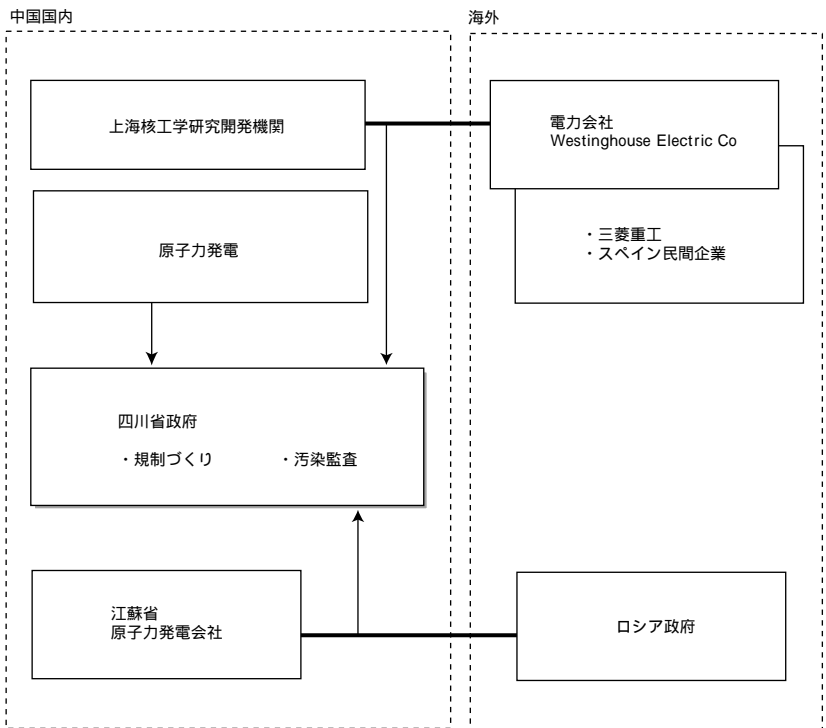 中国国内
海外
上海核工学研究開発機関
電力会社
Westinghouse Electric Co
・三菱重工
・スペイン民間企業
原子力発電
四川省政府
・規制づくり ・汚染監査
江蘇省
原子力発電会社
ロシア政府